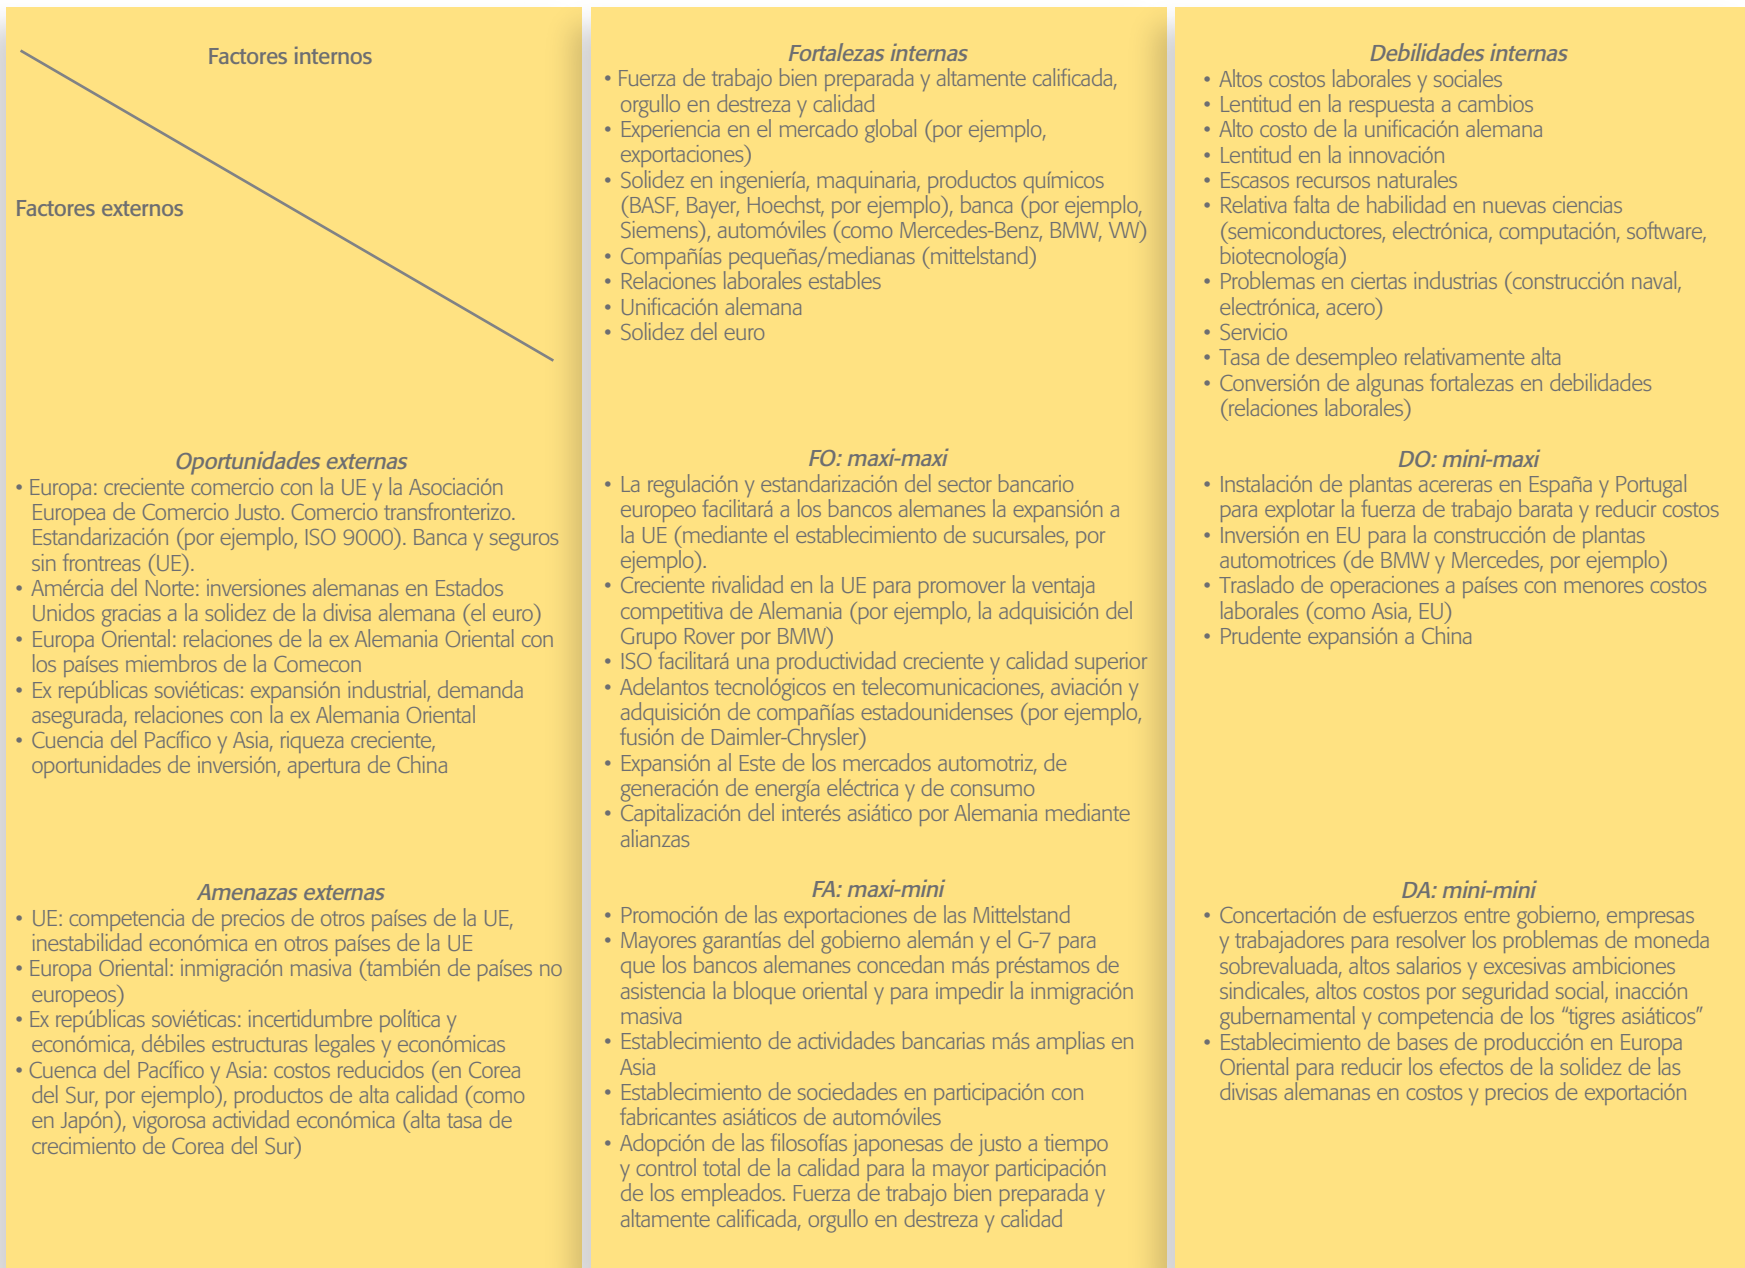 Factores internos
Factores externos
Fortalezas internas
• Fuerza de trabajo bien preparada y altamente calificada,
orgullo en destreza y calidad
• Experiencia en el mercado global (por ejemplo,
exportaciones)
• Solidez en ingeniería, maquinaria, productos químicos
(BASF, Bayer, Hoechst, por ejemplo), banca (por ejemplo,
Siemens), automóviles (como Mercedes-Benz, BMW, VW)
• Compañías pequeñas/medianas (mittelstand)
• Relaciones laborales estables
• Unificación alemana
• Solidez del euro
Debilidades internas
• Altos costos laborales y sociales
• Lentitud en la respuesta a cambios
• Alto costo de la unificación alemana
• Lentitud en la innovación
• Escasos recursos naturales
• Relativa falta de habilidad en nuevas ciencias
(semiconductores, electrónica, computación, software,
biotecnología)
• Problemas en ciertas industrias (construcción naval,
electrónica, acero)
• Servicio
• Tasa de desempleo relativamente alta
• Conversión de algunas fortalezas en debilidades
(relaciones laborales)
Oportunidades externas
• Europa: creciente comercio con la UE y la Asociación
Europea de Comercio Justo. Comercio transfronterizo.
Estandarización (por ejemplo, ISO 9000). Banca y seguros
sin frontreas (UE).
• Amércia del Norte: inversiones alemanas en Estados
Unidos gracias a la solidez de la divisa alemana (el euro)
• Europa Oriental: relaciones de la ex Alemania Oriental con
los países miembros de la Comecon
• Ex repúblicas soviéticas: expansión industrial, demanda
asegurada, relaciones con la ex Alemania Oriental
• Cuencia del Pacífico y Asia, riqueza creciente,
oportunidades de inversión, apertura de China
FO: maxi-maxi
• La regulación y estandarización del sector bancario
europeo facilitará a los bancos alemanes la expansión a
la UE (mediante el establecimiento de sucursales, por
ejemplo).
• Creciente rivalidad en la UE para promover la ventaja
competitiva de Alemania (por ejemplo, la adquisición del
Grupo Rover por BMW)
• ISO facilitará una productividad creciente y calidad superior
• Adelantos tecnológicos en telecomunicaciones, aviación y
adquisición de compañías estadounidenses (por ejemplo,
fusión de Daimler-Chrysler)
• Expansión al Este de los mercados automotriz, de
generación de energía eléctrica y de consumo
• Capitalización del interés asiático por Alemania mediante
alianzas
DO: mini-maxi
• Instalación de plantas acereras en España y Portugal
para explotar la fuerza de trabajo barata y reducir costos
• Inversión en EU para la construcción de plantas
automotrices (de BMW y Mercedes, por ejemplo)
• Traslado de operaciones a países con menores costos
laborales (como Asia, EU)
• Prudente expansión a China
Amenazas externas
• UE: competencia de precios de otros países de la UE,
inestabilidad económica en otros países de la UE
• Europa Oriental: inmigración masiva (también de países no
europeos)
• Ex repúblicas soviéticas: incertidumbre política y
económica, débiles estructuras legales y económicas
• Cuenca del Pacífico y Asia: costos reducidos (en Corea
del Sur, por ejemplo), productos de alta calidad (como
en Japón), vigorosa actividad económica (alta tasa de
crecimiento de Corea del Sur)
FA: maxi-mini
• Promoción de las exportaciones de las Mittelstand
• Mayores garantías del gobierno alemán y el G-7 para
que los bancos alemanes concedan más préstamos de
asistencia la bloque oriental y para impedir la inmigración
masiva
• Establecimiento de actividades bancarias más amplias en
Asia
• Establecimiento de sociedades en participación con
fabricantes asiáticos de automóviles
• Adopción de las filosofías japonesas de justo a tiempo
y control total de la calidad para la mayor participación
de los empleados. Fuerza de trabajo bien preparada y
altamente calificada, orgullo en destreza y calidad
DA: mini-mini
• Concertación de esfuerzos entre gobierno, empresas
y trabajadores para resolver los problemas de moneda
sobrevaluada, altos salarios y excesivas ambiciones
sindicales, altos costos por seguridad social, inacción
gubernamental y competencia de los “tigres asiáticos”
• Establecimiento de bases de producción en Europa
Oriental para reducir los efectos de la solidez de las
divisas alemanas en costos y precios de exportación